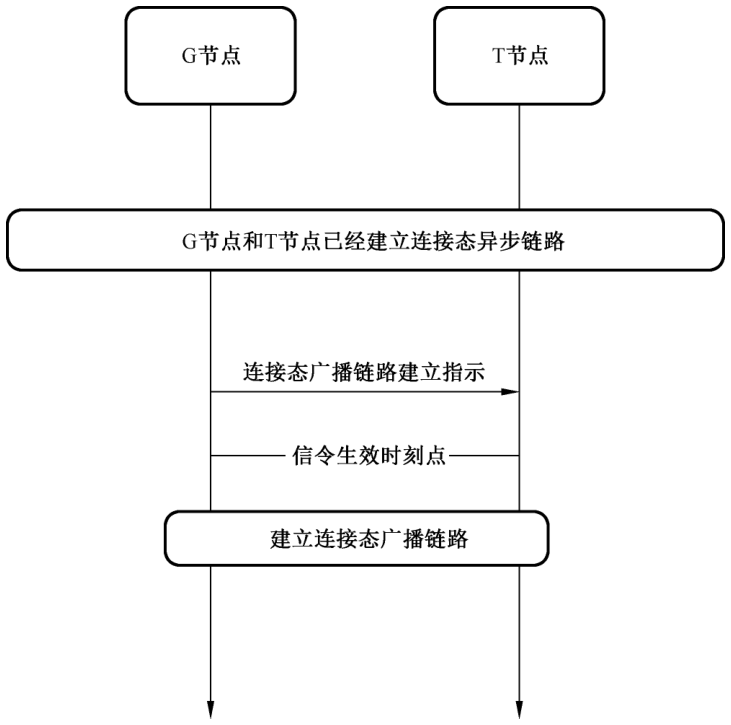 G节点
T节点
G节点和T节点已经建立连接态异步链路
连接态广播链路建立指示
信令生效时刻点
建立连接态广播链路